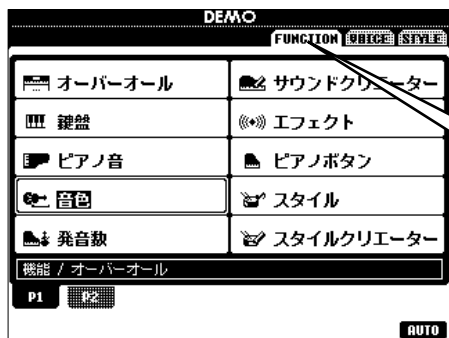 DEMO
FUNCTION VOICE STYLE
オーバーオール サウンドクリエーター
鍵盤 エフェクト
ピアノ音 ピアノボタン
音色 スタイル
発音数 スタイルクリエーター
機能 / オーバーオール
P1 P2
AUTO